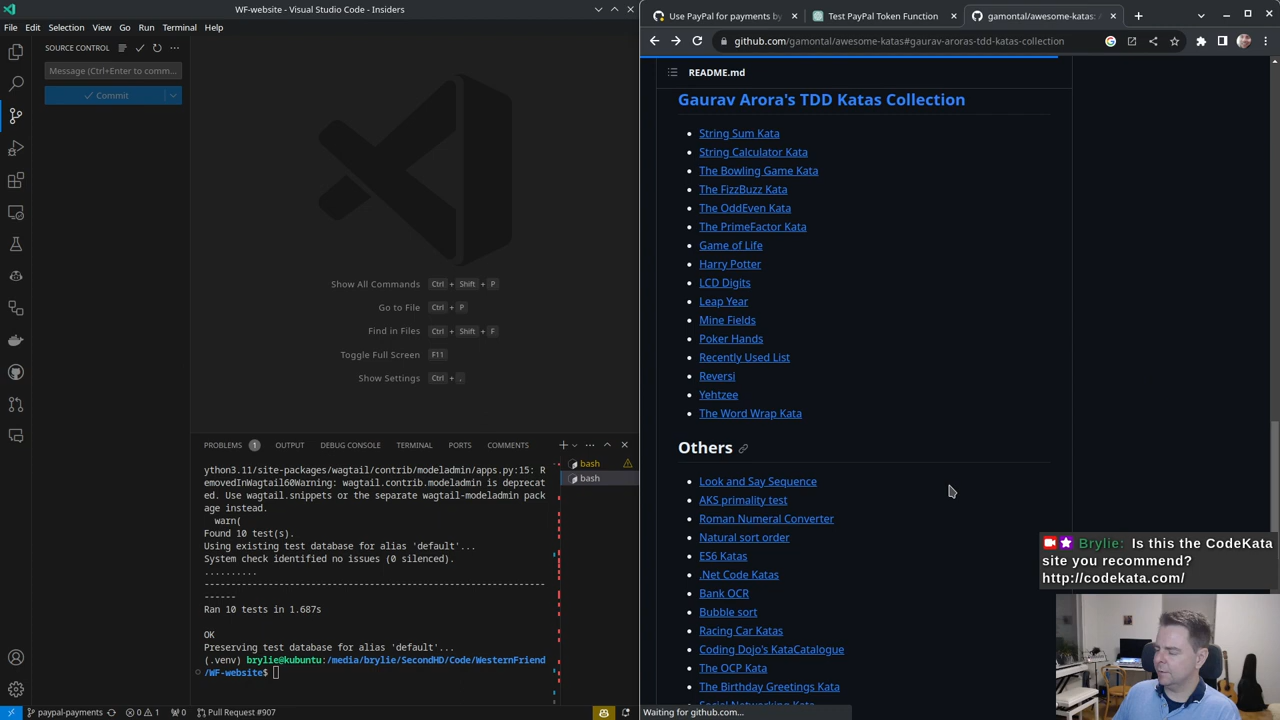 WF-website - Visual Studio Code - Insiders
File Edit Selection View Go Run Terminal Help
SOURCE CONTROL
Message (Ctrl+Enter to comm...
Commit
Show All Commands Ctrl + Shift + P
Go to File Ctrl + P
Find in Files Ctrl + Shift + F
Toggle Full Screen F11
Show Settings Ctrl + ,
PROBLEMS 1 OUTPUT DEBUG CONSOLE TERMINAL PORTS COMMENTS
bash
bash
ython3.11/site-packages/wagtail/contrib/modeladmin/apps.py:15: R
emovedInWagtail60Warning: wagtail.contrib.modeladmin is deprecat
ed. Use wagtail.snippets or the separate wagtail-modeladmin pack
age instead.
warn(
Found 10 test(s).
Using existing test database for alias 'default'...
System check identified no issues (0 silenced).
..........
----------------------------------------------------------------
------
Ran 10 tests in 1.687s
OK
Preserving test database for alias 'default'...
(.venv) brylie@kubuntu:/media/brylie/SecondHD/Code/WesternFriend
/WF-website$
paypal-payments 0 1 0 Pull Request #907
Use PayPal for payments by
Test PayPal Token Function
gamontal/awesome-katas: A
github.com/gamontal/awesome-katas#gaurav-aroras-tdd-katas-collection
README.md
Gaurav Arora's TDD Katas Collection
String Sum Kata
String Calculator Kata
The Bowling Game Kata
The FizzBuzz Kata
The OddEven Kata
The PrimeFactor Kata
Game of Life
Harry Potter
LCD Digits
Leap Year
Mine Fields
Poker Hands
Recently Used List
Reversi
Yehtzee
The Word Wrap Kata
Others
Look and Say Sequence
AKS primality test
Roman Numeral Converter
Natural sort order
ES6 Katas
.Net Code Katas
Bank OCR
Bubble sort
Racing Car Katas
Coding Dojo's KataCatalogue
The OCP Kata
The Birthday Greetings Kata
Social Networking Kata
Waiting for github.com...
Brylie: Is this the CodeKata
site you recommend?
http://codekata.com/